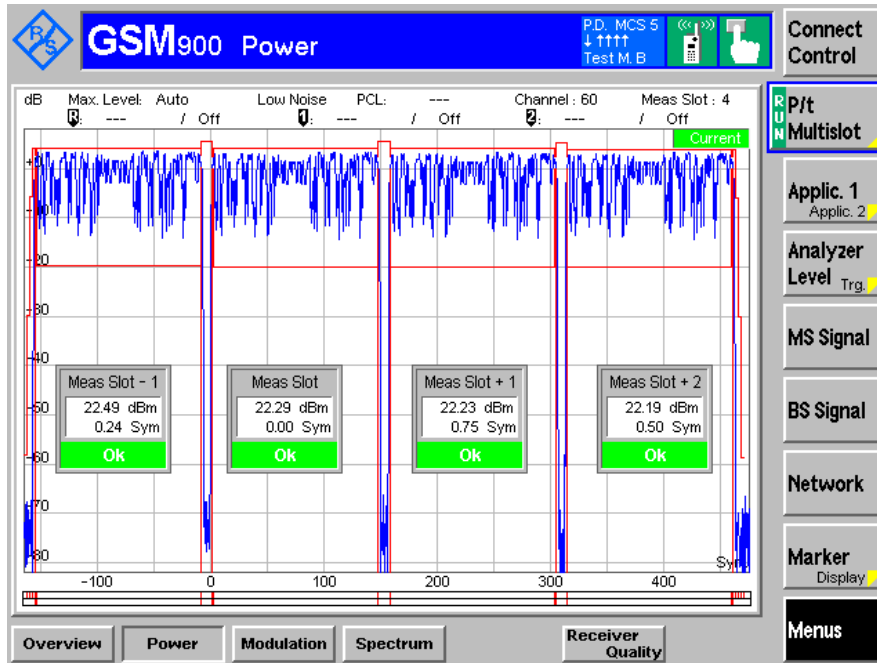 R/S
GSM900 Power
P.D. MCS 5
↓ ↑↑↑↑
Test M. B
Connect
Control
dB Max. Level: Auto Low Noise PCL: --- Channel : 60 Meas Slot : 4
R: --- / Off 1: --- / Off 2: --- / Off
Current
RUN
P/t
Multislot
Applic. 1
Applic. 2
Analyzer
Level Trg.
MS Signal
BS Signal
Network
Marker
Display
Menus
+0
-10
-20
-30
-40
-50
-60
-70
-80
Meas Slot - 1
22.49 dBm
0.24 Sym
Ok
Meas Slot
22.29 dBm
0.00 Sym
Ok
Meas Slot + 1
22.23 dBm
0.75 Sym
Ok
Meas Slot + 2
22.19 dBm
0.50 Sym
Ok
-100 0 100 200 300 400
Sym
Overview Power Modulation Spectrum Receiver Quality